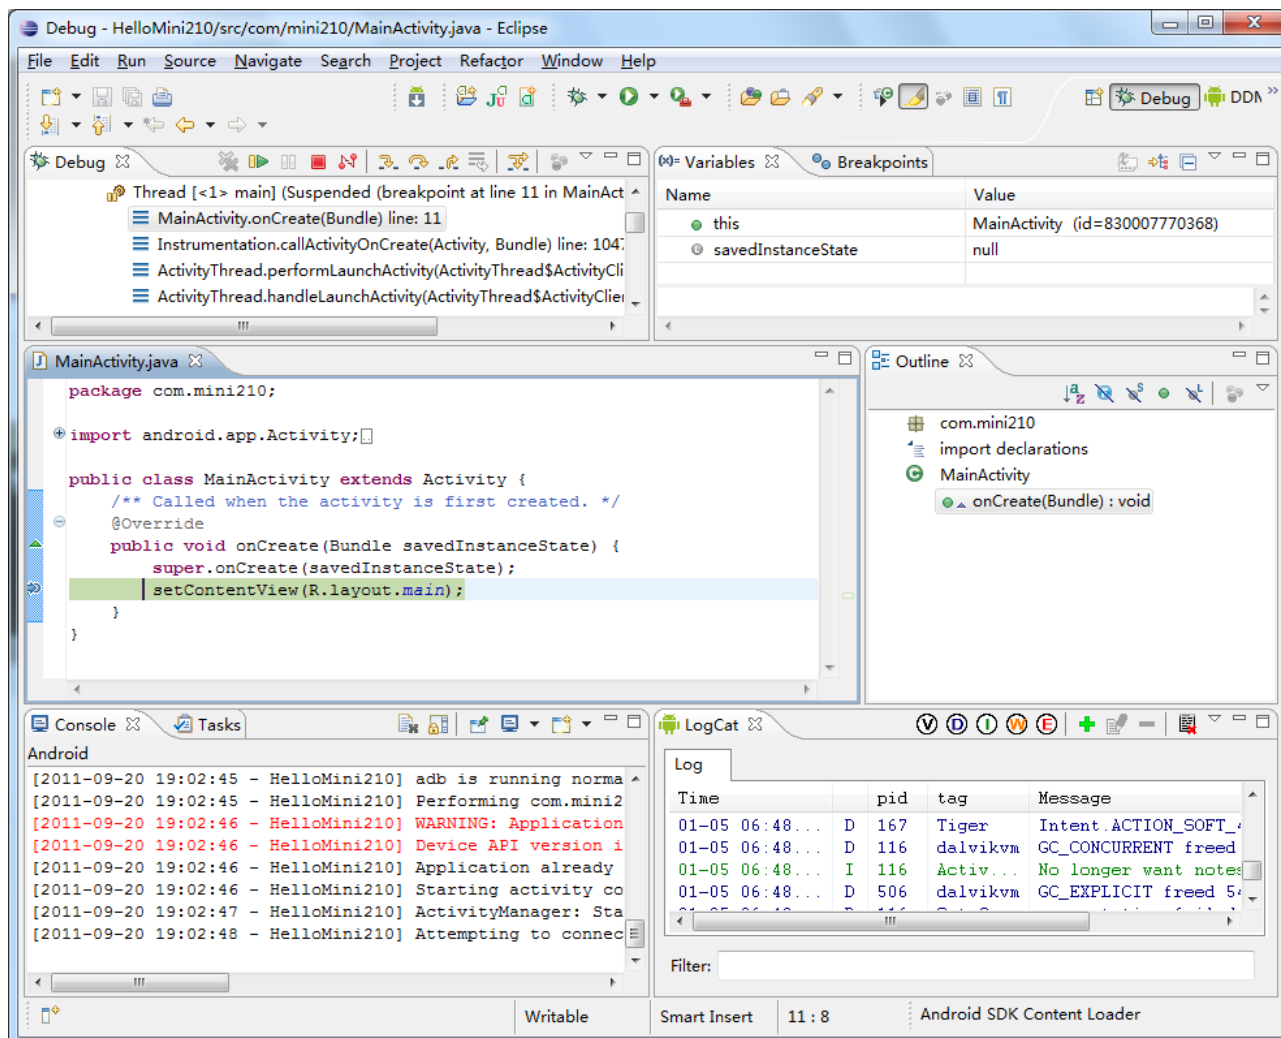 Debug - HelloMini210/src/com/mini210/MainActivity.java - Eclipse
File Edit Run Source Navigate Search Project Refactor Window Help
Debug DDM
Debug
Thread [<1> main] (Suspended (breakpoint at line 11 in MainAct
MainActivity.onCreate(Bundle) line: 11
Instrumentation.callActivityOnCreate(Activity, Bundle) line: 1047
ActivityThread.performLaunchActivity(ActivityThread$ActivityCli
ActivityThread.handleLaunchActivity(ActivityThread$ActivityClie
(x)= Variables Breakpoints
Name Value
this MainActivity (id=830007770368)
savedInstanceState null
MainActivity.java
package com.mini210;
import android.app.Activity;
public class MainActivity extends Activity {
/** Called when the activity is first created. */
@Override
public void onCreate(Bundle savedInstanceState) {
super.onCreate(savedInstanceState);
setContentView(R.layout.main);
}
}
Outline
com.mini210
import declarations
MainActivity
onCreate(Bundle) : void
Console Tasks
Android
[2011-09-20 19:02:45 - HelloMini210] adb is running norma
[2011-09-20 19:02:45 - HelloMini210] Performing com.mini2
[2011-09-20 19:02:46 - HelloMini210] WARNING: Application
[2011-09-20 19:02:46 - HelloMini210] Device API version i
[2011-09-20 19:02:46 - HelloMini210] Application already
[2011-09-20 19:02:46 - HelloMini210] Starting activity co
[2011-09-20 19:02:47 - HelloMini210] ActivityManager: Sta
[2011-09-20 19:02:48 - HelloMini210] Attempting to connec
LogCat V D I W E
Log
Time pid tag Message
01-05 06:48... D 167 Tiger Intent.ACTION_SOFT_
01-05 06:48... D 116 dalvikvm GC_CONCURRENT freed
01-05 06:48... I 116 Activ... No longer want notes
01-05 06:48... D 506 dalvikvm GC_EXPLICIT freed 54
Filter:
Writable Smart Insert 11 : 8 Android SDK Content Loader